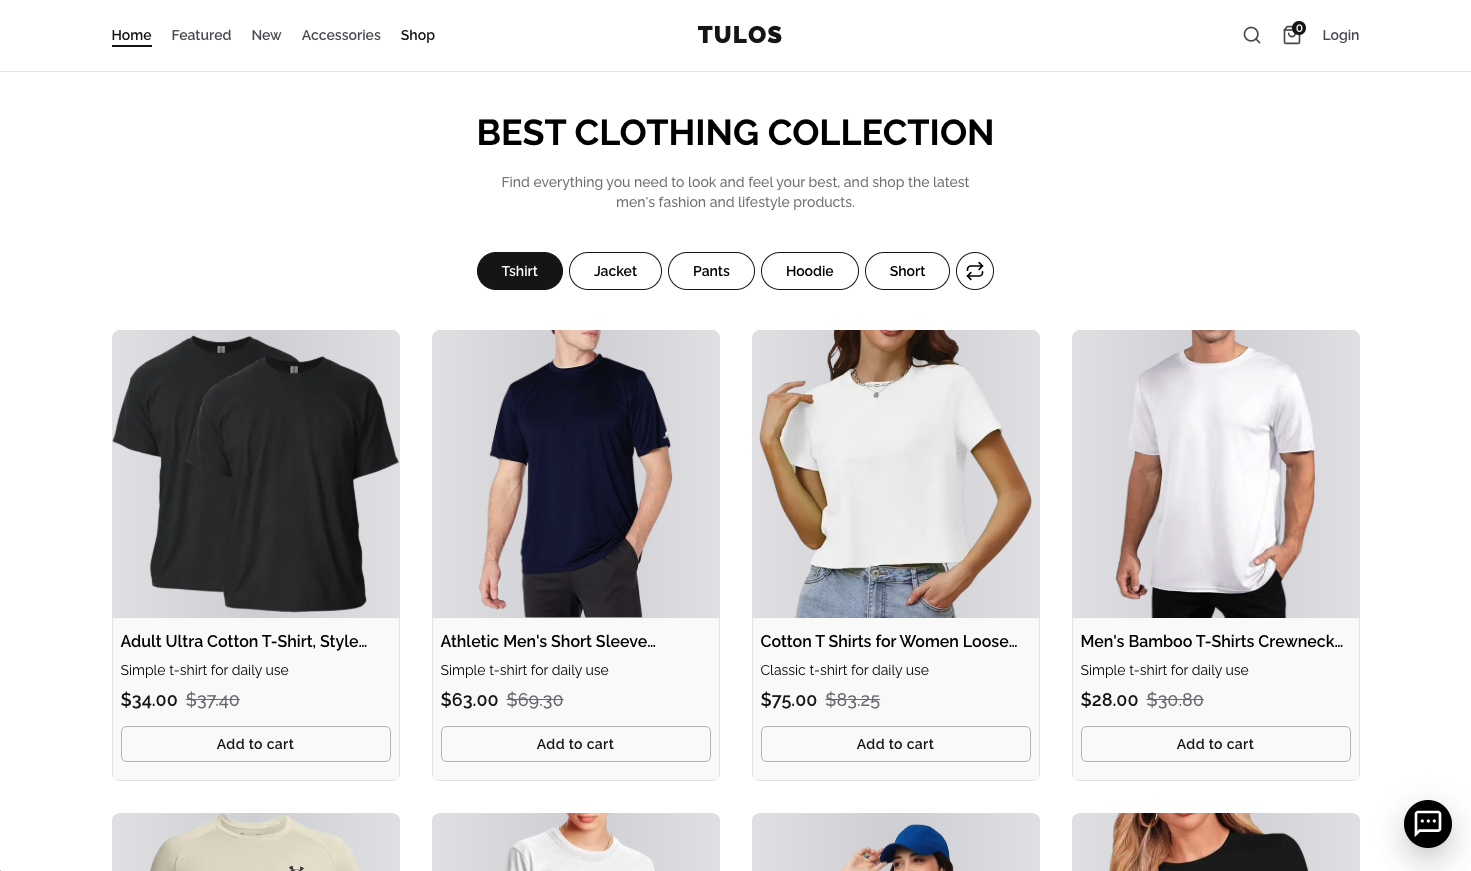 Home Featured New Accessories Shop
TULOS
0
Login
BEST CLOTHING COLLECTION
Find everything you need to look and feel your best, and shop the latest
men's fashion and lifestyle products.
Tshirt Jacket Pants Hoodie Short
Adult Ultra Cotton T-Shirt, Style...
Simple t-shirt for daily use
$34.00 $37.40
Add to cart
Athletic Men's Short Sleeve...
Simple t-shirt for daily use
$63.00 $69.30
Add to cart
Cotton T Shirts for Women Loose...
Classic t-shirt for daily use
$75.00 $83.25
Add to cart
Men's Bamboo T-Shirts Crewneck...
Simple t-shirt for daily use
$28.00 $30.80
Add to cart